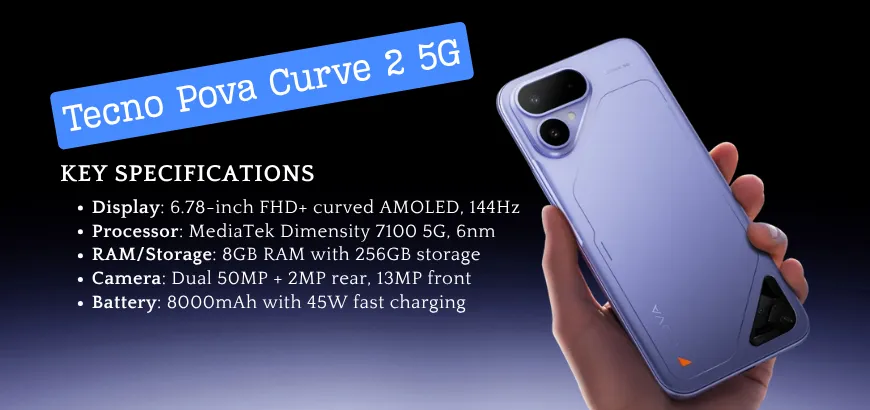 Tecno Pova Curve 2 5G
KEY SPECIFICATIONS
• Display: 6.78-inch FHD+ curved AMOLED, 144Hz
• Processor: MediaTek Dimensity 7100 5G, 6nm
• RAM/Storage: 8GB RAM with 256GB storage
• Camera: Dual 50MP + 2MP rear, 13MP front
• Battery: 8000mAh with 45W fast charging